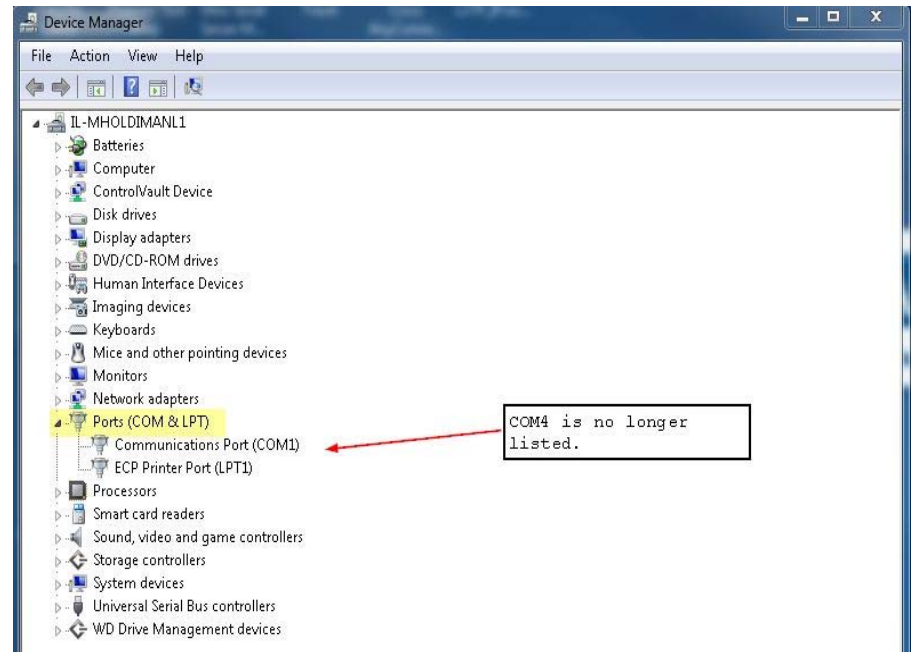 Device Manager
File Action View Help
IL-MHOLDIMANL1
Batteries
Computer
ControlVault Device
Disk drives
Display adapters
DVD/CD-ROM drives
Human Interface Devices
Imaging devices
Keyboards
Mice and other pointing devices
Monitors
Network adapters
Ports (COM & LPT)
Communications Port (COM1)
ECP Printer Port (LPT1)
COM4 is no longer
listed.
Processors
Smart card readers
Sound, video and game controllers
Storage controllers
System devices
Universal Serial Bus controllers
WD Drive Management devices